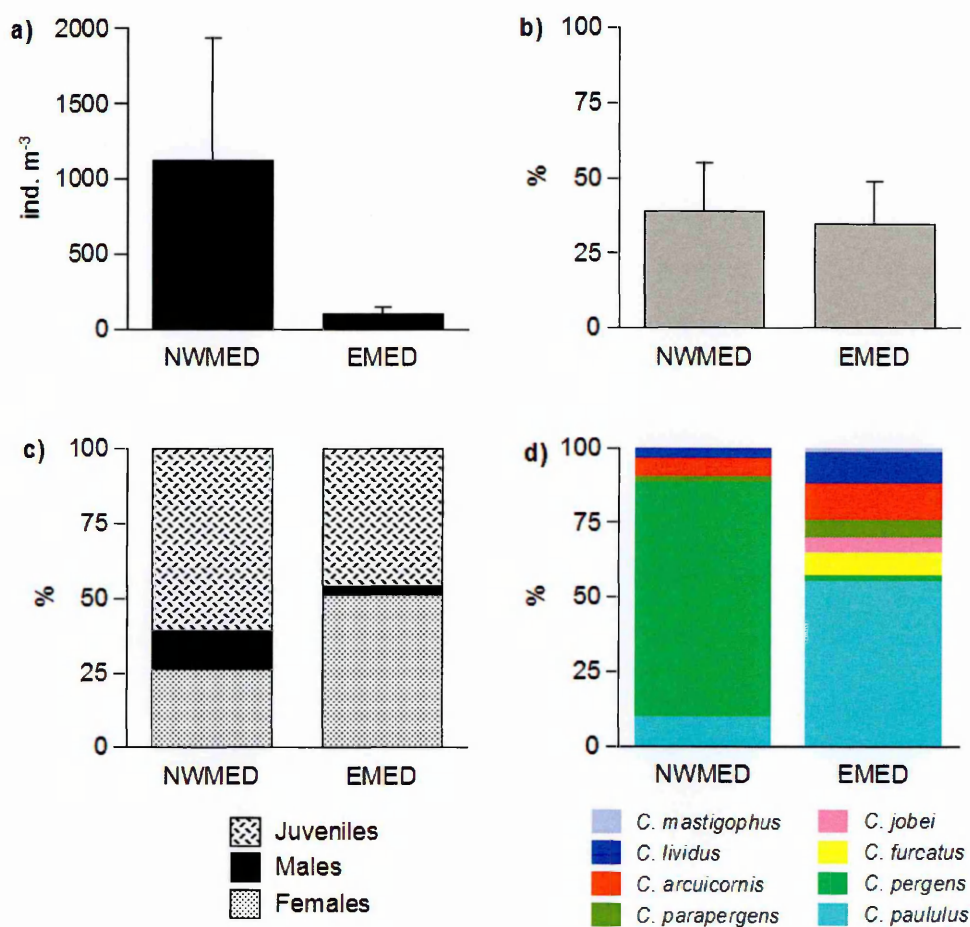 a)
2000
1500
1000
500
0
ind. m-3
NWMED
EMED
b)
100
75
50
25
0
%
NWMED
EMED
c)
100
75
50
25
0
%
NWMED
EMED
Juveniles
Males
Females
d)
100
75
50
25
0
%
NWMED
EMED
C. mastigophus
C. lividus
C. arcuicornis
C. parapergens
C. jobei
C. furcatus
C. pergens
C. paululus